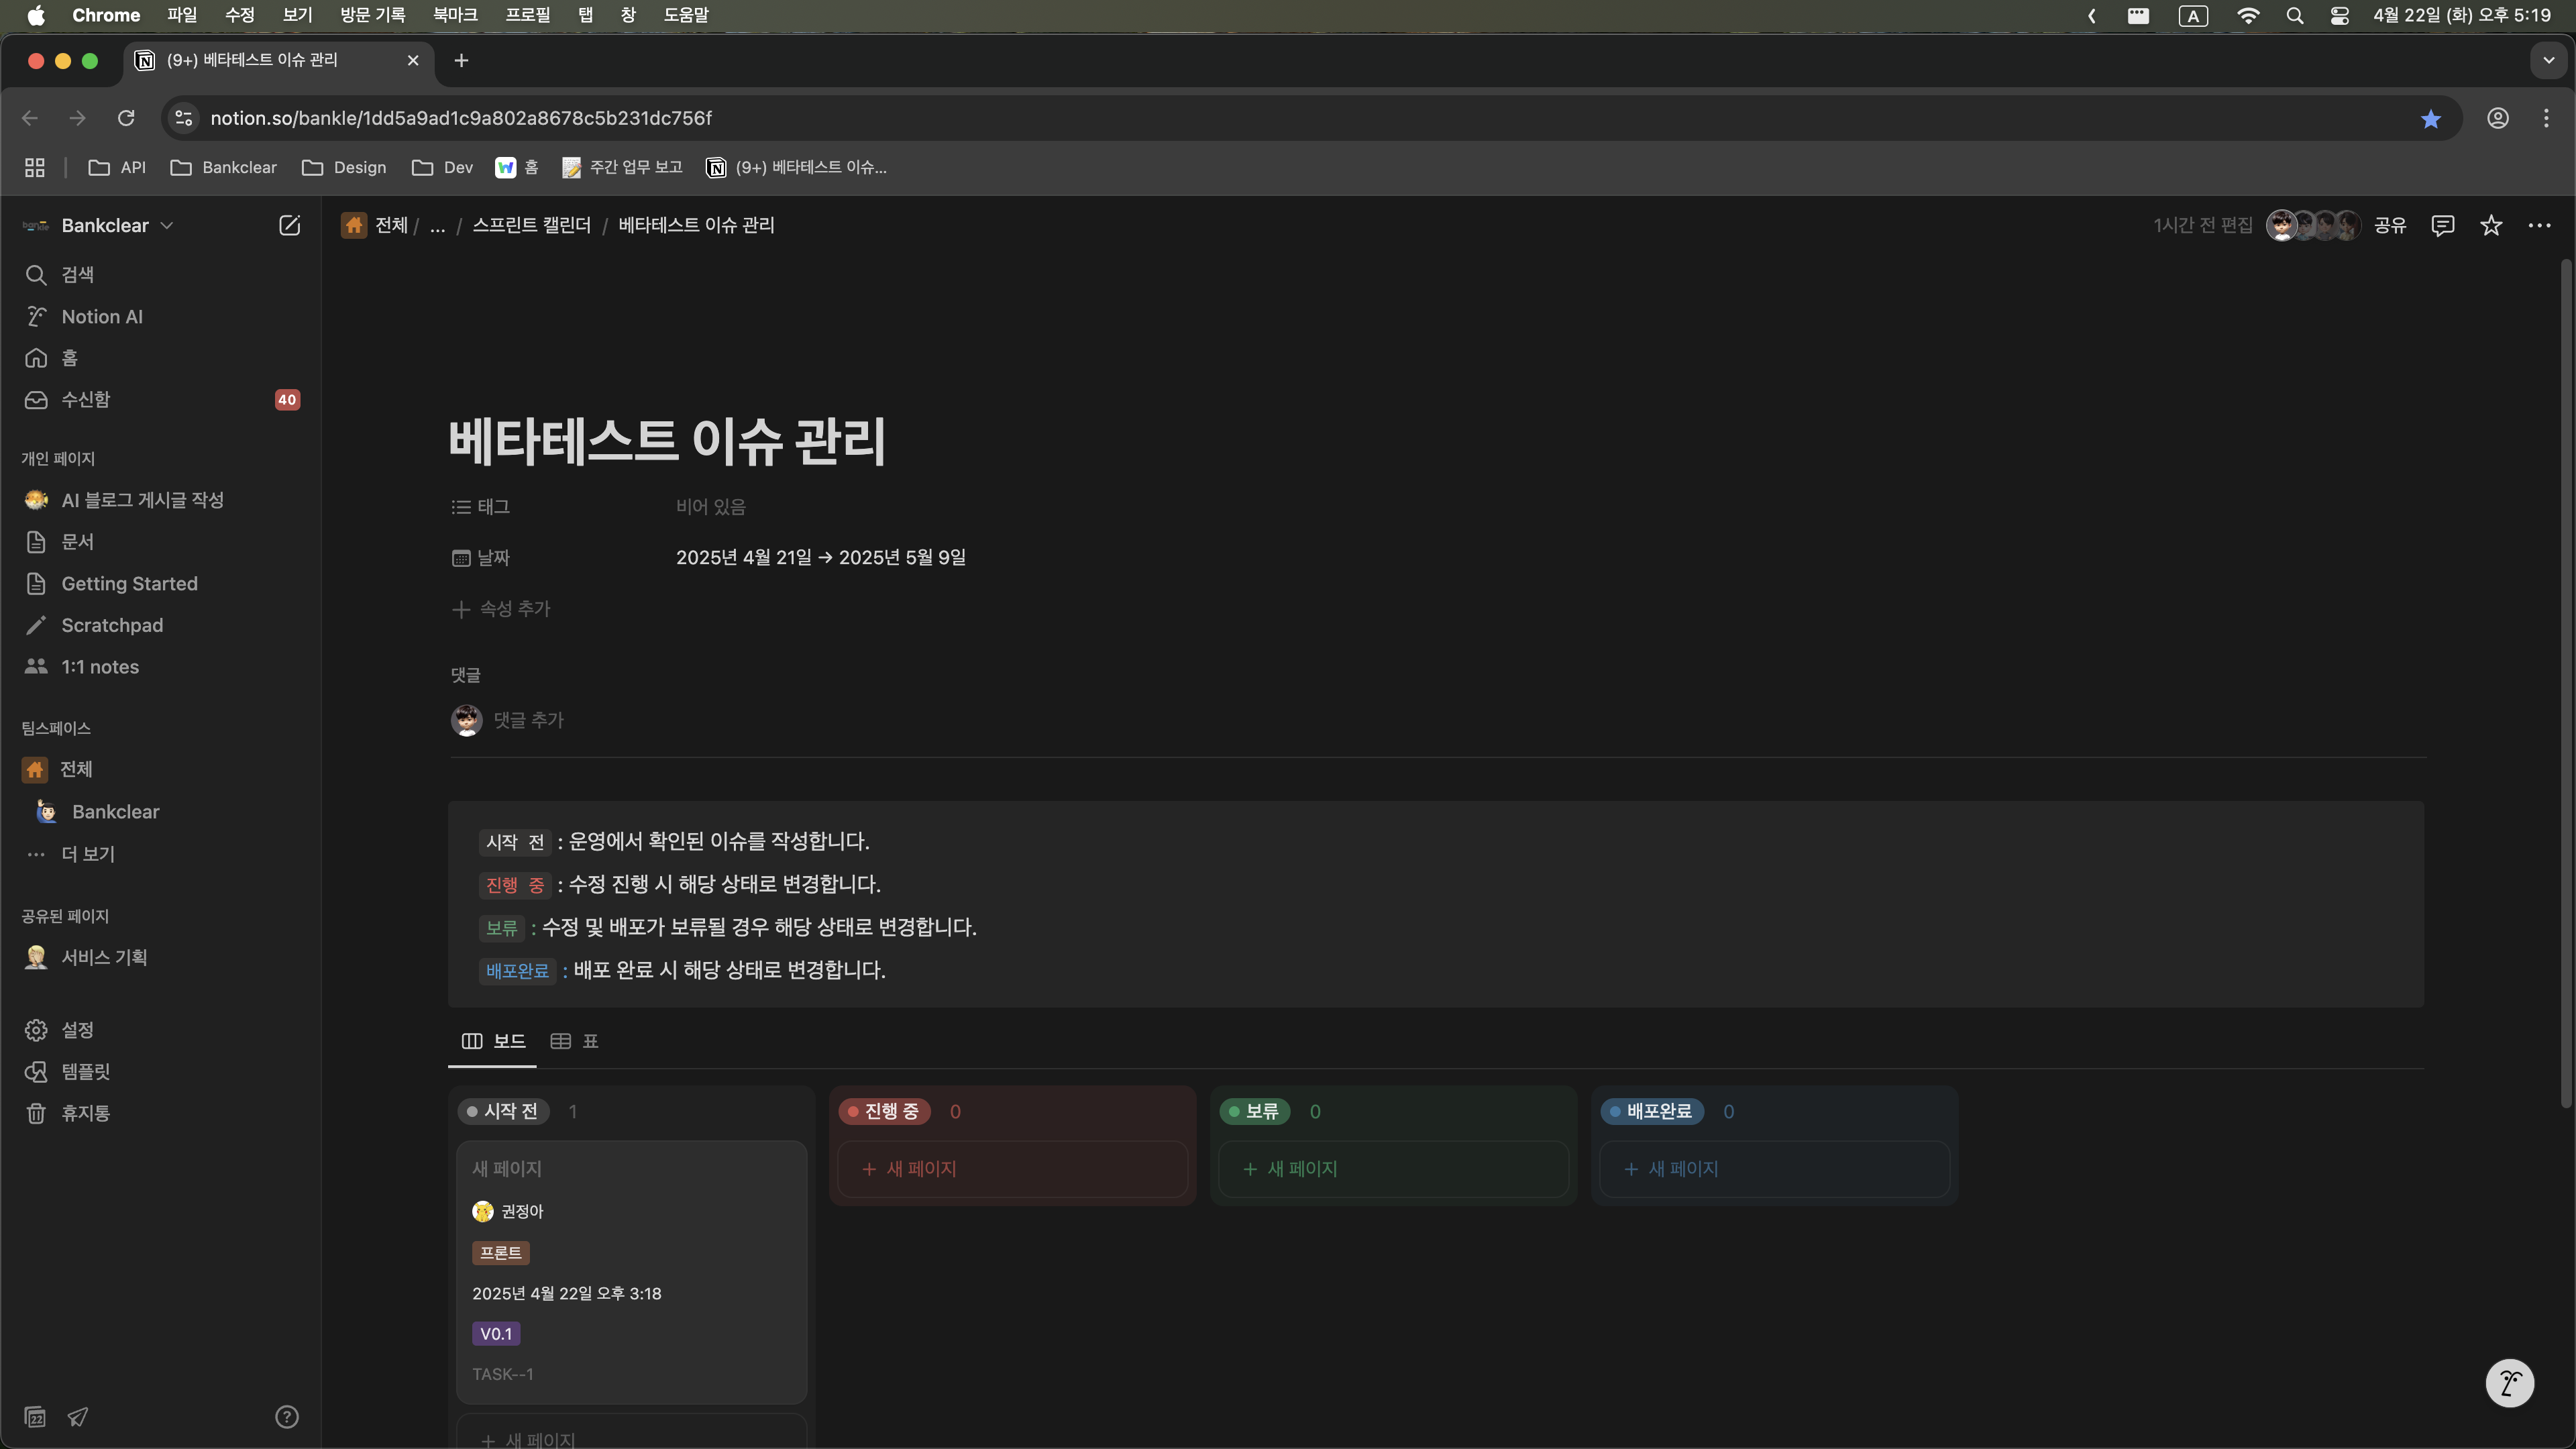 Chrome 파일 수정 보기 방문 기록 북마크 프로필 탭 창 도움말
A 4월 22일 (화) 오후 5:19
(9+) 베타테스트 이슈 관리
notion.so/bankle/1dd5a9ad1c9a802a8678c5b231dc756f
API Bankclear Design Dev 홈 주간 업무 보고 (9+) 베타테스트 이슈...
Bankclear
검색
Notion AI
홈
수신함 40
개인 페이지
AI 블로그 게시글 작성
문서
Getting Started
Scratchpad
1:1 notes
팀스페이스
전체
Bankclear
더 보기
공유된 페이지
서비스 기획
설정
템플릿
휴지통
22
전체 / ... / 스프린트 캘린더 / 베타테스트 이슈 관리
1시간 전 편집 공유
베타테스트 이슈 관리
태그 비어 있음
날짜 2025년 4월 21일 → 2025년 5월 9일
속성 추가
댓글
댓글 추가
시작 전 : 운영에서 확인된 이슈를 작성합니다.
진행 중 : 수정 진행 시 해당 상태로 변경합니다.
보류 : 수정 및 배포가 보류될 경우 해당 상태로 변경합니다.
배포완료 : 배포 완료 시 해당 상태로 변경합니다.
보드 표
시작 전 1
새 페이지
권정아
프론트
2025년 4월 22일 오후 3:18
V0.1
TASK--1
+ 새 페이지
진행 중 0
+ 새 페이지
보류 0
+ 새 페이지
배포완료 0
+ 새 페이지